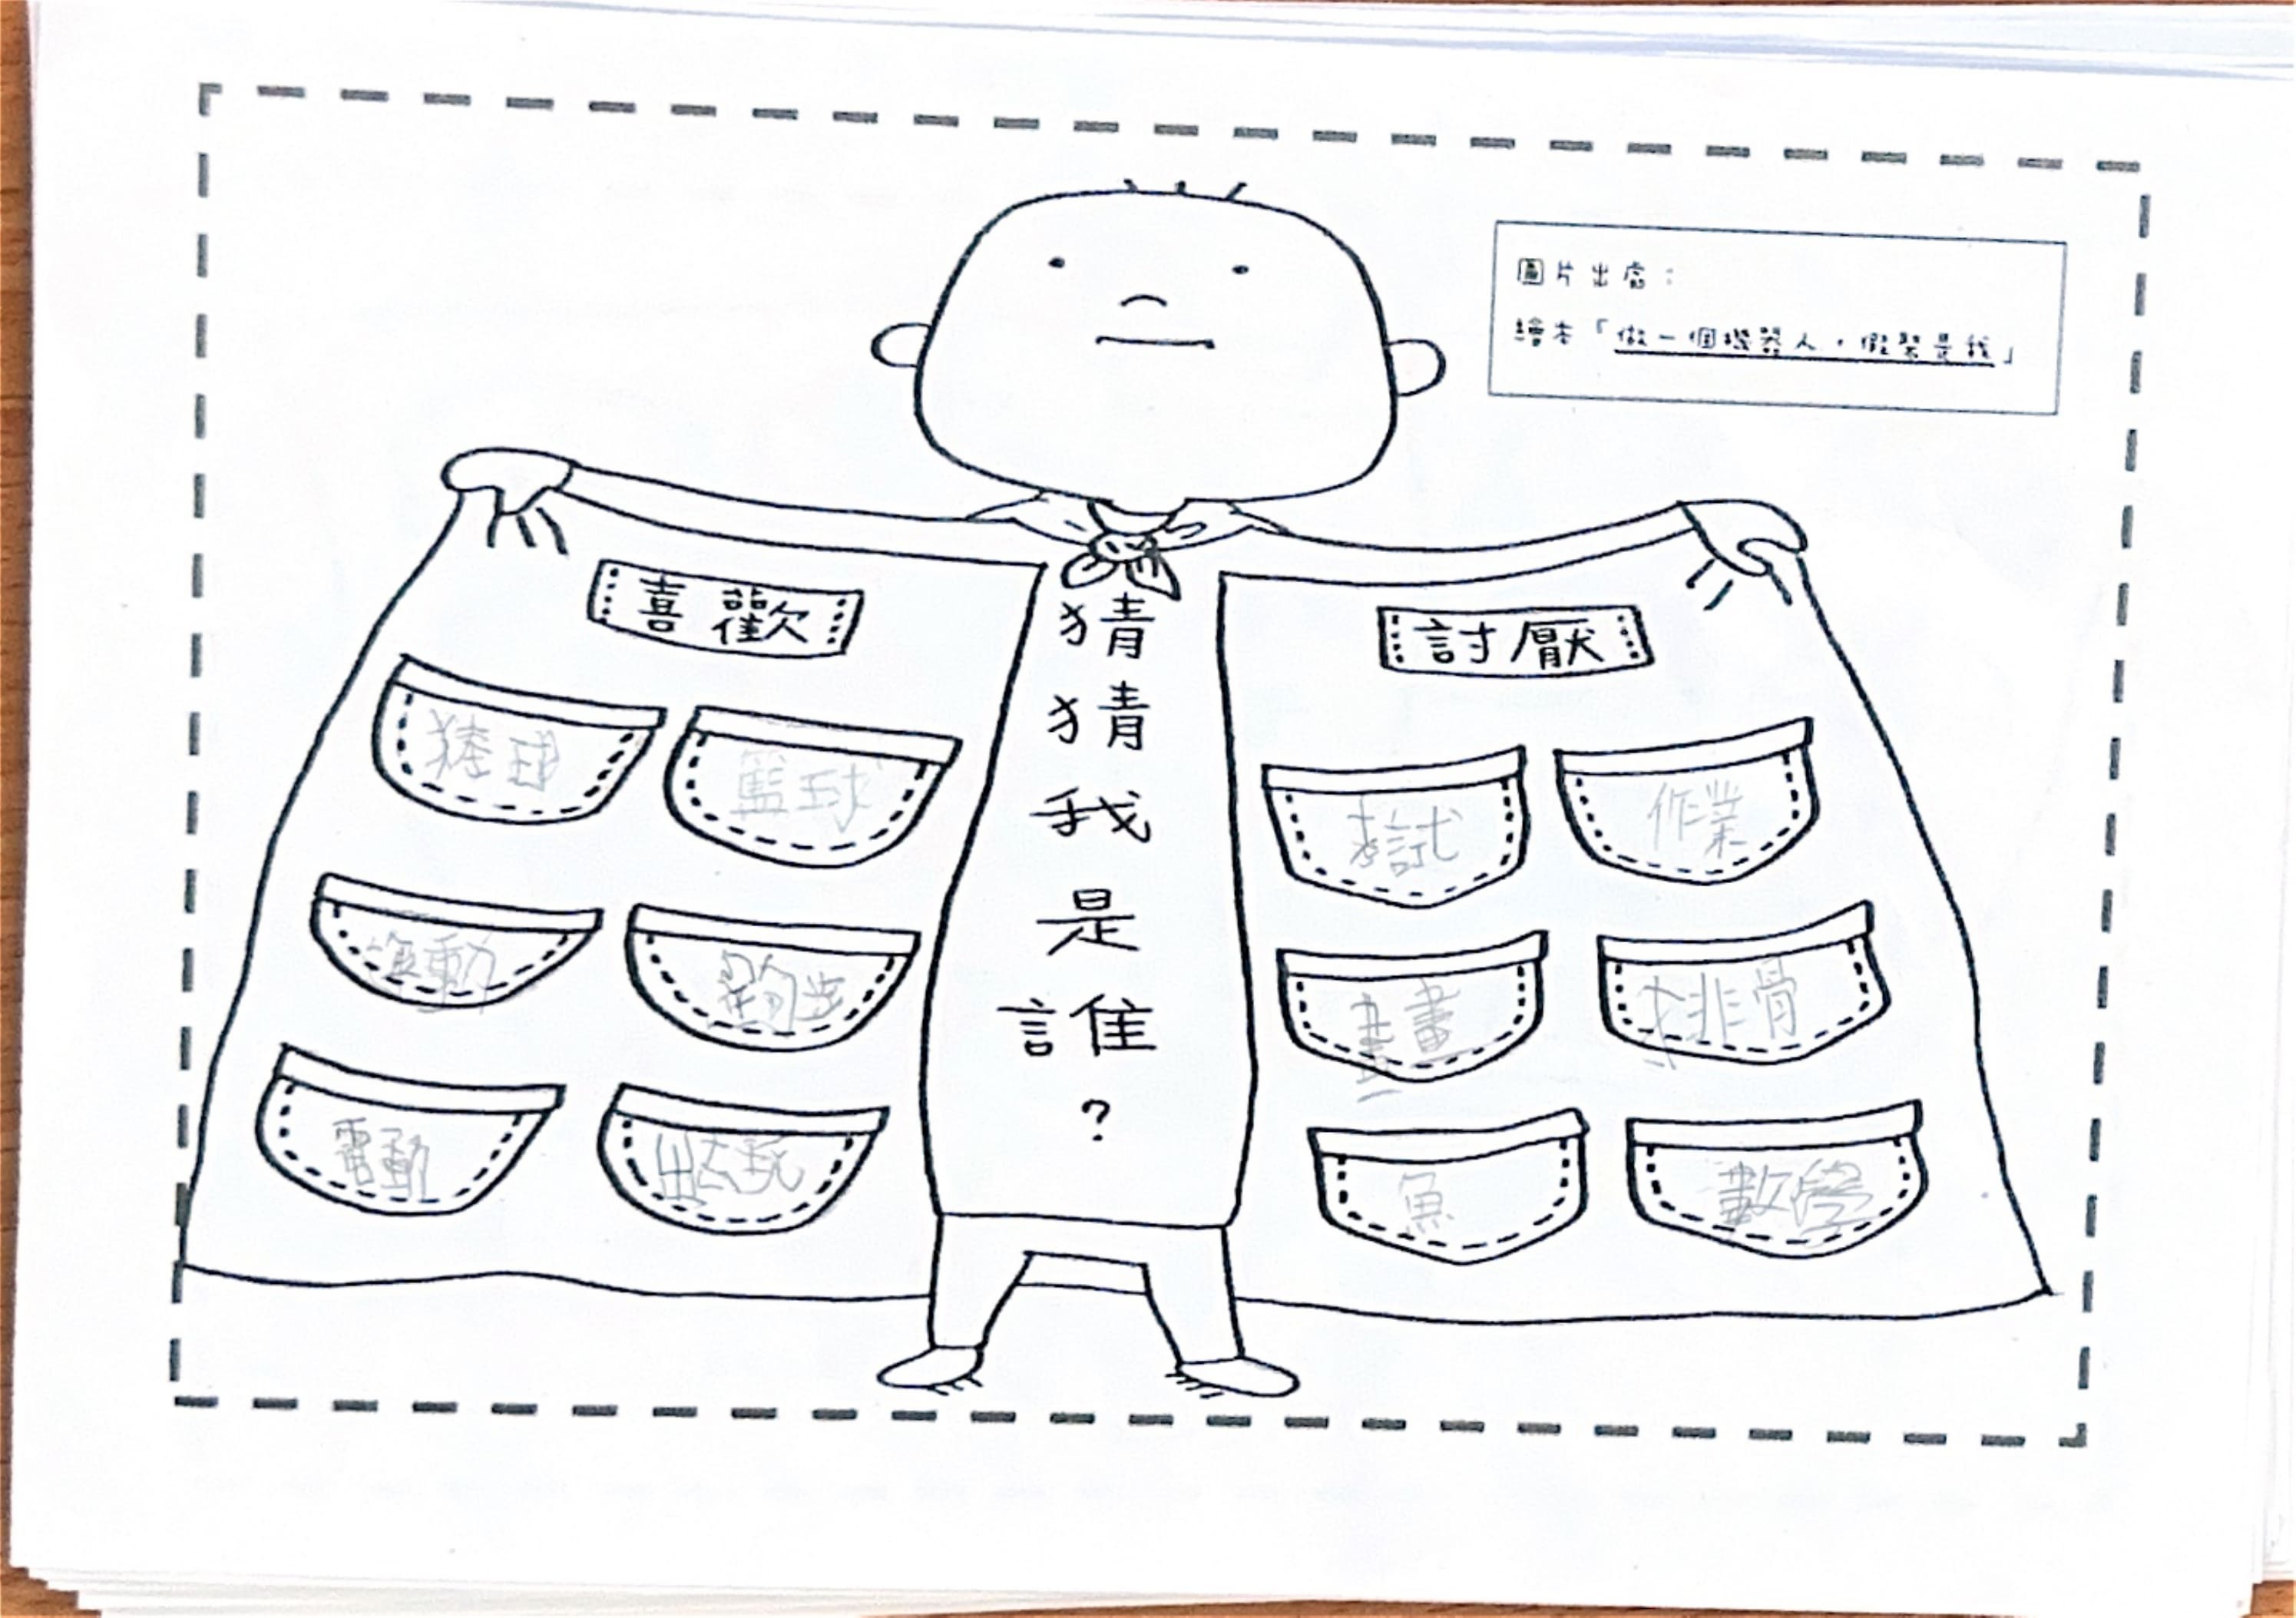 圖片出處：
繪本「做一個機器人，假裝是我」
喜歡
討厭
猜
猜
我
是
誰
？
棒球
籃球
運動
跑步
電動
出去玩
考試
作業
畫畫
排骨
魚
數學